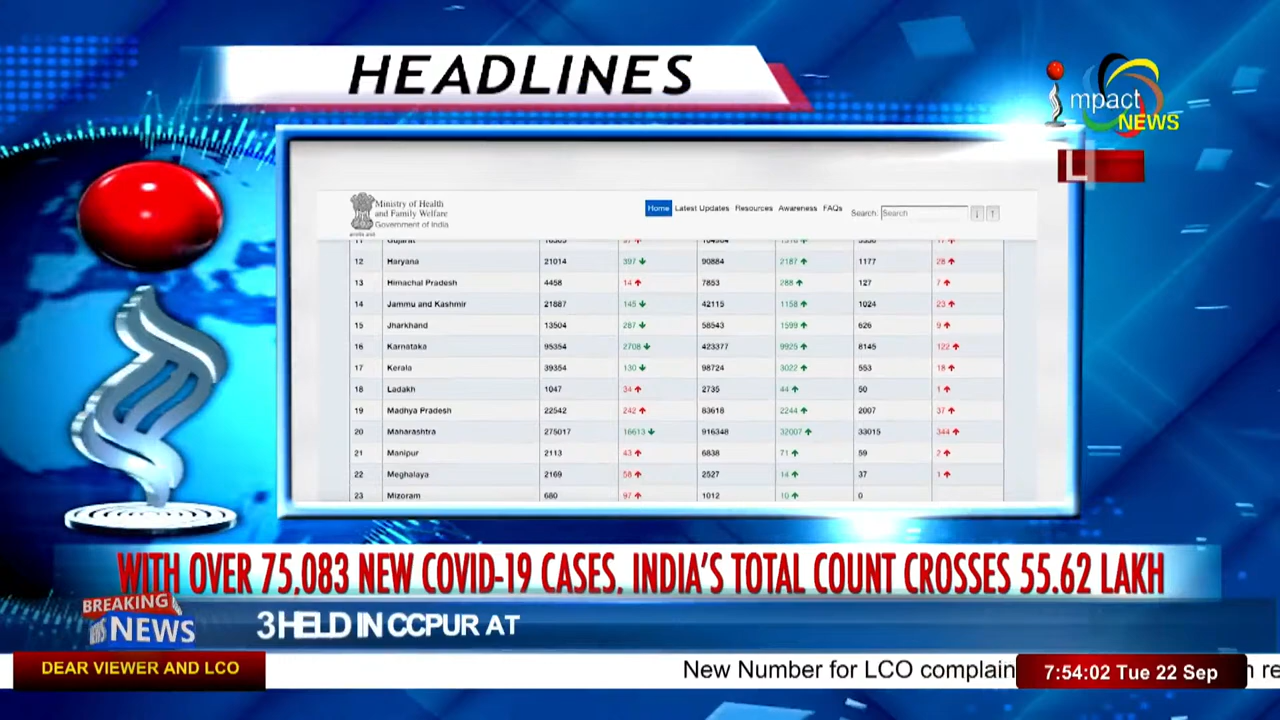 HEADLINES
mpact
NEWS
L
Ministry of Health
and Family Welfare
Government of India
Home Latest Updates Resources Awareness FAQs Search: Search
11 Gujarat
12 Haryana 21014 397 90884 2187 1177 28
13 Himachal Pradesh 4458 14 7853 288 127 7
14 Jammu and Kashmir 21887 145 42115 1158 1024 23
15 Jharkhand 13504 287 58543 1599 626 9
16 Karnataka 95354 2708 423377 9925 8145 122
17 Kerala 39354 130 98724 3022 553 18
18 Ladakh 1047 34 2735 44 50 1
19 Madhya Pradesh 22542 242 83618 2244 2007 37
20 Maharashtra 275017 16613 916348 32007 33015 344
21 Manipur 2113 43 6838 71 59 2
22 Meghalaya 2169 58 2527 14 37 1
23 Mizoram 680 97 1012 10 0
WITH OVER 75,083 NEW COVID-19 CASES, INDIA'S TOTAL COUNT CROSSES 55.62 LAKH
BREAKING
NEWS
3 HELD IN CCPUR AT
DEAR VIEWER AND LCO
New Number for LCO complain
7:54:02 Tue 22 Sep